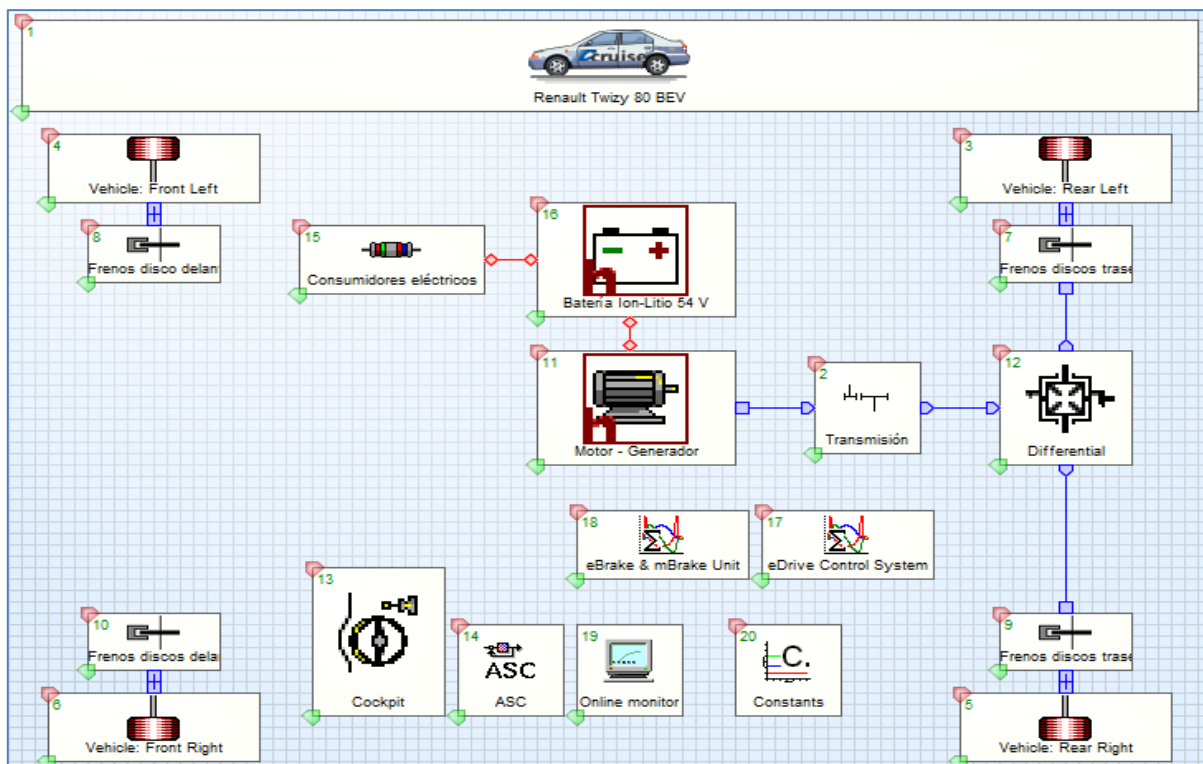 1
cruise
Renault Twizy 80 BEV
4
Vehicle: Front Left
3
Vehicle: Rear Left
8
Frenos disco delan
15
Consumidores eléctricos
16
Batería Ion-Litio 54 V
7
Frenos discos trase
11
Motor - Generador
2
Transmisión
12
Differential
18
eBrake & mBrake Unit
17
eDrive Control System
13
Cockpit
14
ASC
ASC
19
Online monitor
20
C.
Constants
10
Frenos discos dela
9
Frenos discos trase
6
Vehicle: Front Right
5
Vehicle: Rear Right